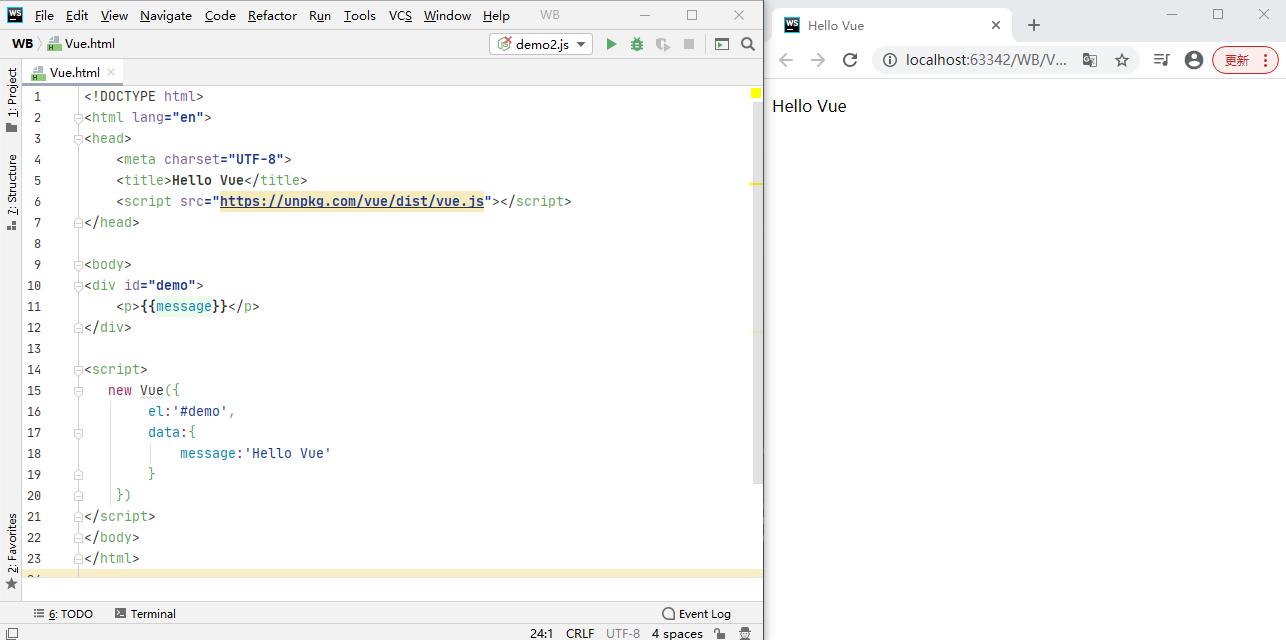 WS File Edit View Navigate Code Refactor Run Tools VCS Window Help WB
WB Vue.html demo2.js
Vue.html
1: Project
7: Structure
2: Favorites
1 <!DOCTYPE html>
2 <html lang="en">
3 <head>
4 <meta charset="UTF-8">
5 <title>Hello Vue</title>
6 <script src="https://unpkg.com/vue/dist/vue.js"></script>
7 </head>
8
9 <body>
10 <div id="demo">
11 <p>{{message}}</p>
12 </div>
13
14 <script>
15 new Vue({
16 el:'#demo',
17 data:{
18 message:'Hello Vue'
19 }
20 })
21 </script>
22 </body>
23 </html>
6: TODO Terminal Event Log
24:1 CRLF UTF-8 4 spaces
WS Hello Vue
localhost:63342/WB/V... 更新
Hello Vue